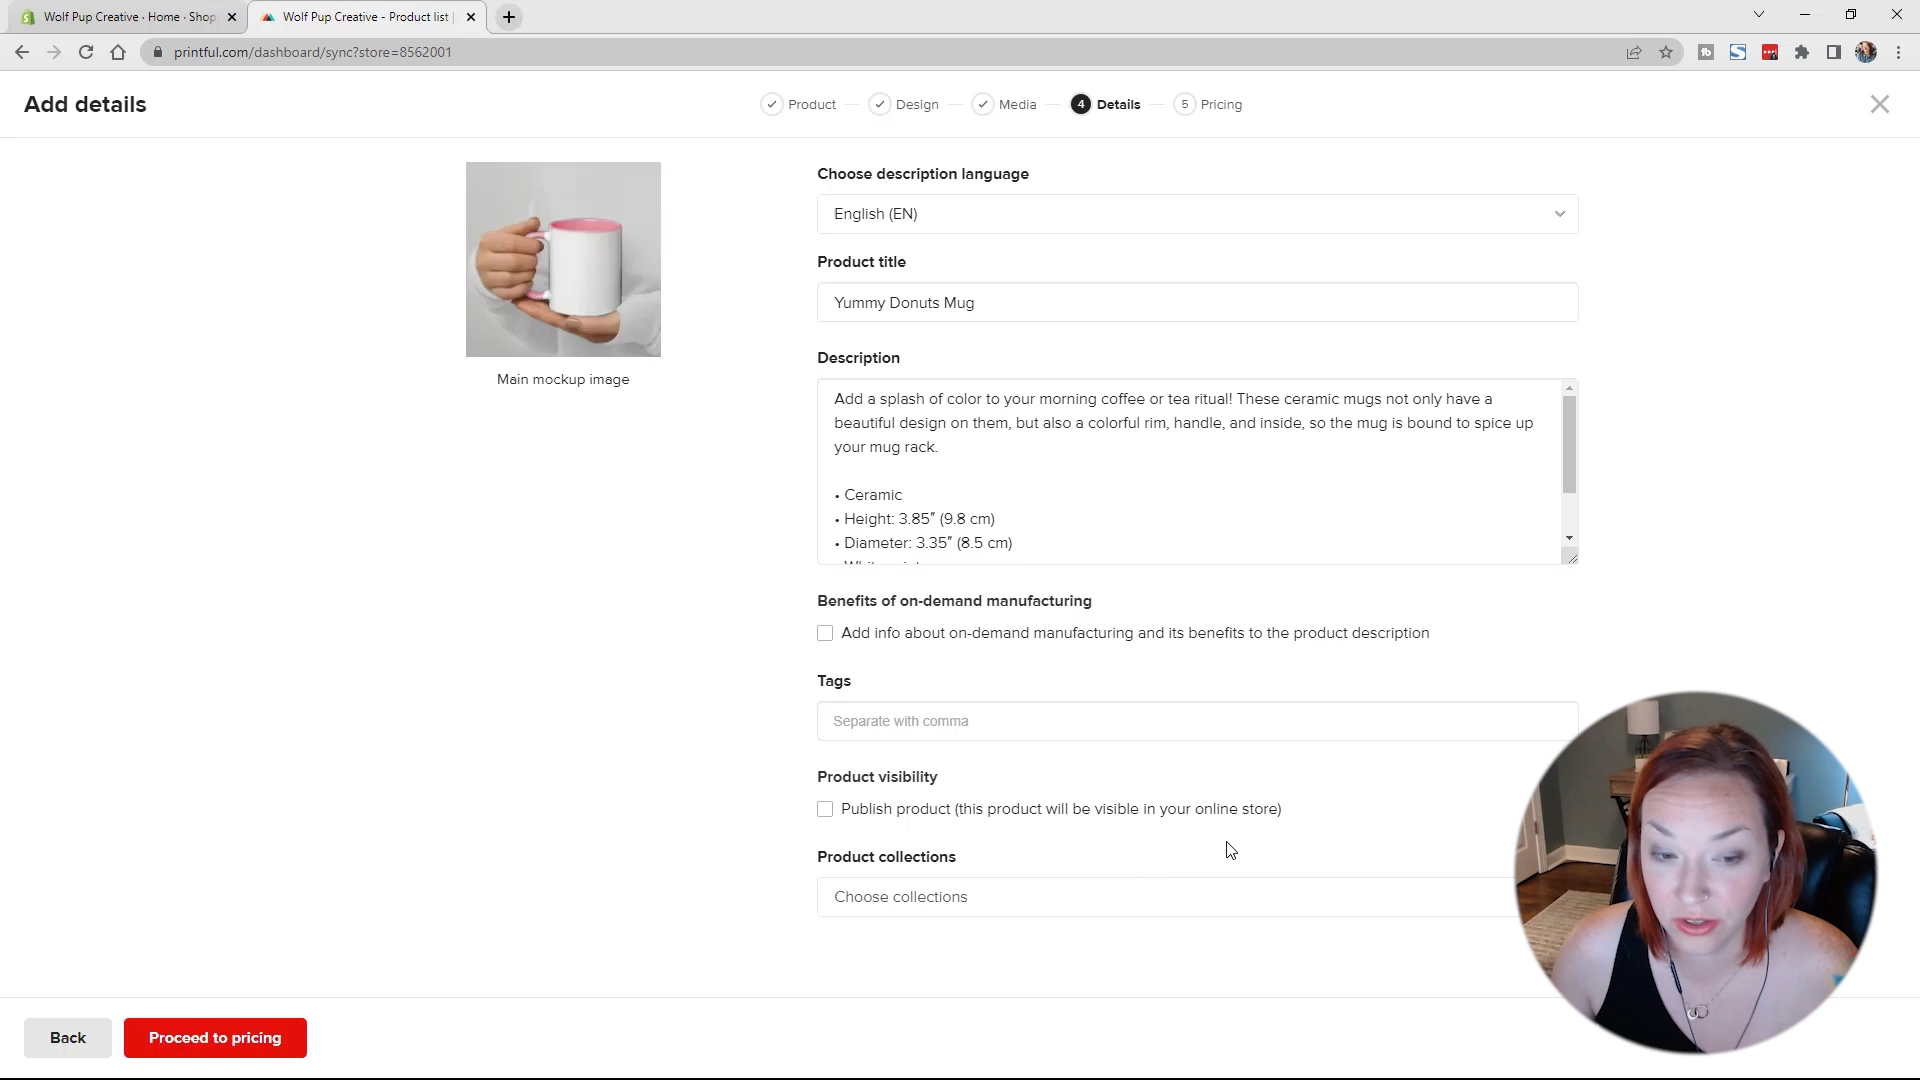 Wolf Pup Creative · Home · Shop
Wolf Pup Creative - Product list |
printful.com/dashboard/sync?store=8562001
Add details
Product
Design
Media
4 Details
5 Pricing
Main mockup image
Choose description language
English (EN)
Product title
Yummy Donuts Mug
Description
Add a splash of color to your morning coffee or tea ritual! These ceramic mugs not only have a
beautiful design on them, but also a colorful rim, handle, and inside, so the mug is bound to spice up
your mug rack.
• Ceramic
• Height: 3.85″ (9.8 cm)
• Diameter: 3.35″ (8.5 cm)
Benefits of on-demand manufacturing
Add info about on-demand manufacturing and its benefits to the product description
Tags
Separate with comma
Product visibility
Publish product (this product will be visible in your online store)
Product collections
Choose collections
Back
Proceed to pricing